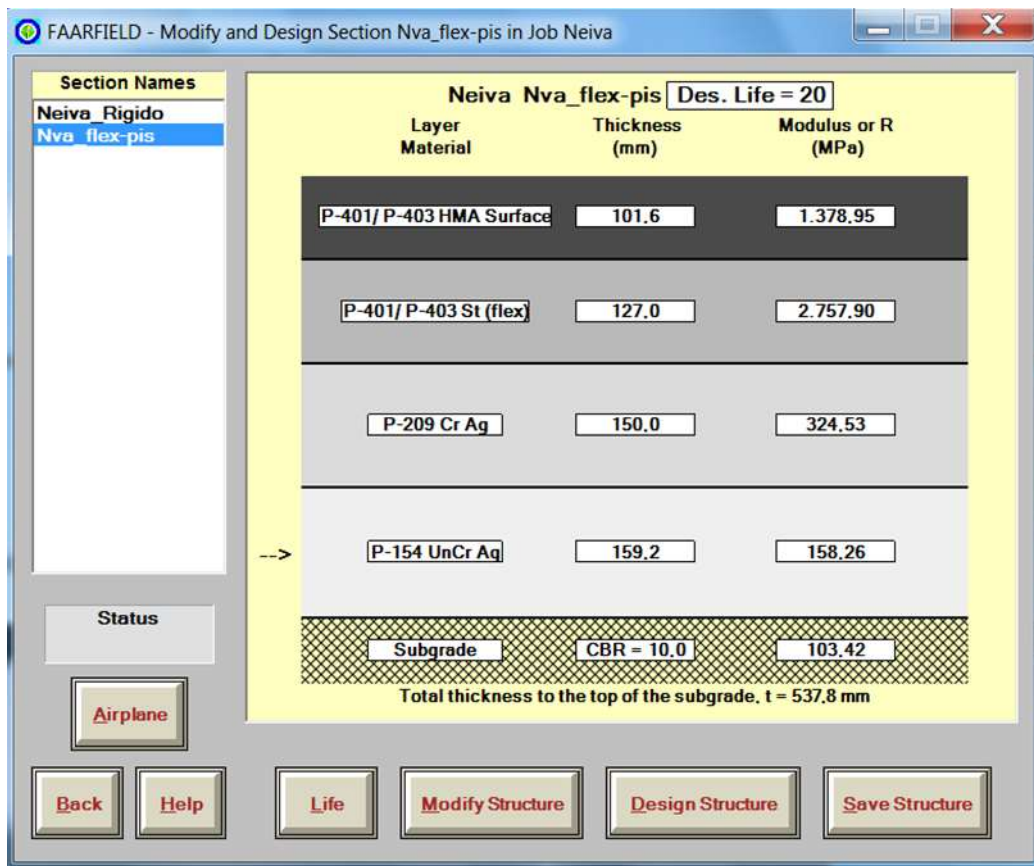 FAARFIELD - Modify and Design Section Nva_flex-pis in Job Neiva
Section Names
Neiva_Rigido
Nva_flex-pis
Neiva Nva_flex-pis Des. Life = 20
Layer Material Thickness (mm) Modulus or R (MPa)
P-401/ P-403 HMA Surface 101,6 1.378,95
P-401/ P-403 St (flex) 127,0 2.757,90
P-209 Cr Ag 150,0 324,53
--> P-154 UnCr Ag 159,2 158,26
Subgrade CBR = 10,0 103,42
Total thickness to the top of the subgrade, t = 537,8 mm
Status
Airplane
Back Help Life Modify Structure Design Structure Save Structure